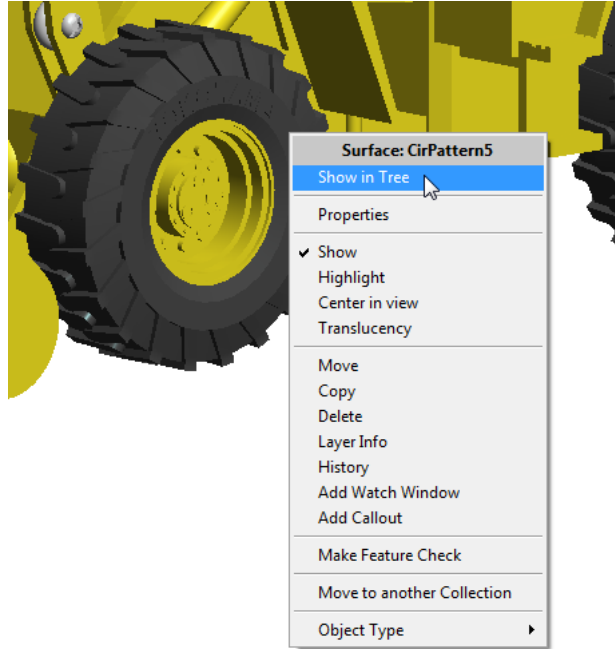 Surface: CirPattern5
Show in Tree
Properties
Show
Highlight
Center in view
Translucency
Move
Copy
Delete
Layer Info
History
Add Watch Window
Add Callout
Make Feature Check
Move to another Collection
Object Type